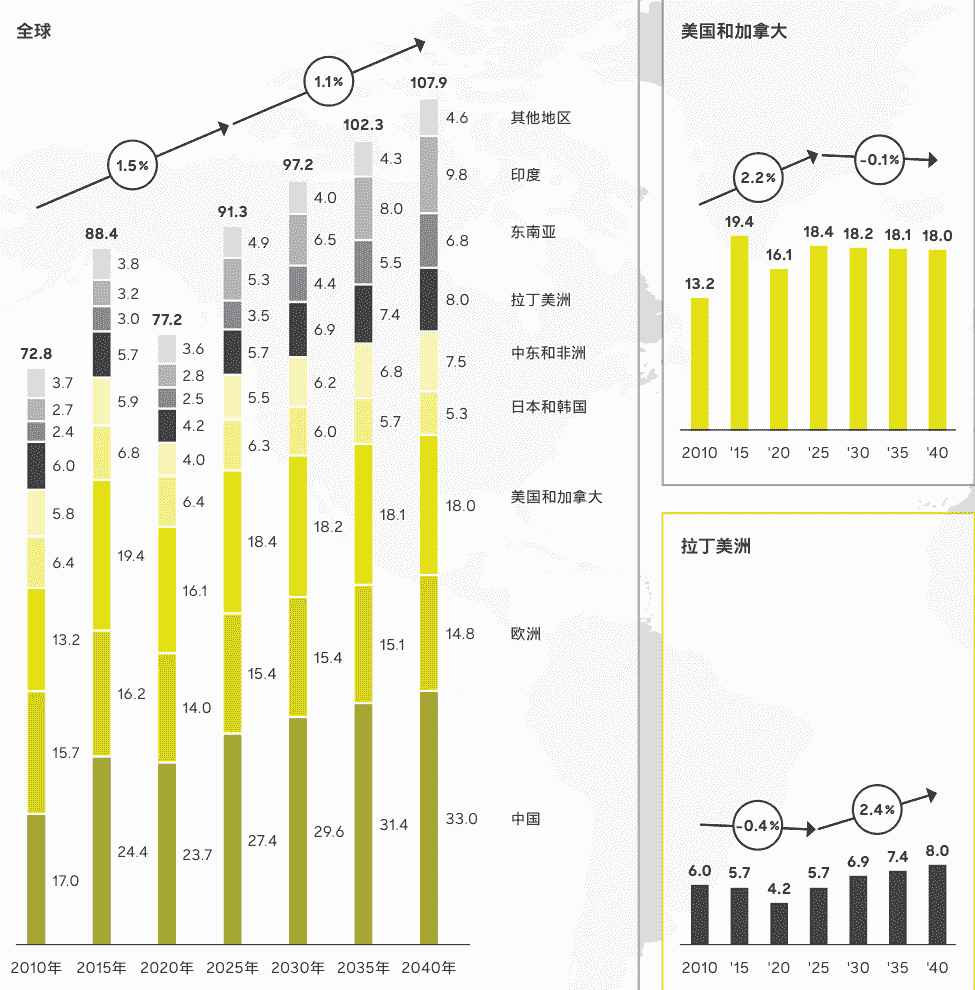 全球
1.5%
1.1%
72.8
3.7
2.7
2.4
6.0
5.8
6.4
13.2
15.7
17.0
2010年
88.4
3.8
3.2
3.0
5.7
5.9
6.8
19.4
16.2
24.4
2015年
77.2
3.6
2.8
2.5
4.2
4.0
6.4
16.1
14.0
23.7
2020年
91.3
4.9
5.3
3.5
5.7
5.5
6.3
18.4
15.4
27.4
2025年
97.2
4.0
6.5
4.4
6.9
6.2
6.0
18.2
15.4
29.6
2030年
102.3
4.3
8.0
5.5
7.4
6.8
5.7
18.1
15.1
31.4
2035年
107.9
4.6 其他地区
9.8 印度
6.8 东南亚
8.0 拉丁美洲
7.5 中东和非洲
5.3 日本和韩国
18.0 美国和加拿大
14.8 欧洲
33.0 中国
2040年
美国和加拿大
2.2% -0.1%
13.2 19.4 16.1 18.4 18.2 18.1 18.0
2010 '15 '20 '25 '30 '35 '40
拉丁美洲
-0.4% 2.4%
6.0 5.7 4.2 5.7 6.9 7.4 8.0
2010 '15 '20 '25 '30 '35 '40